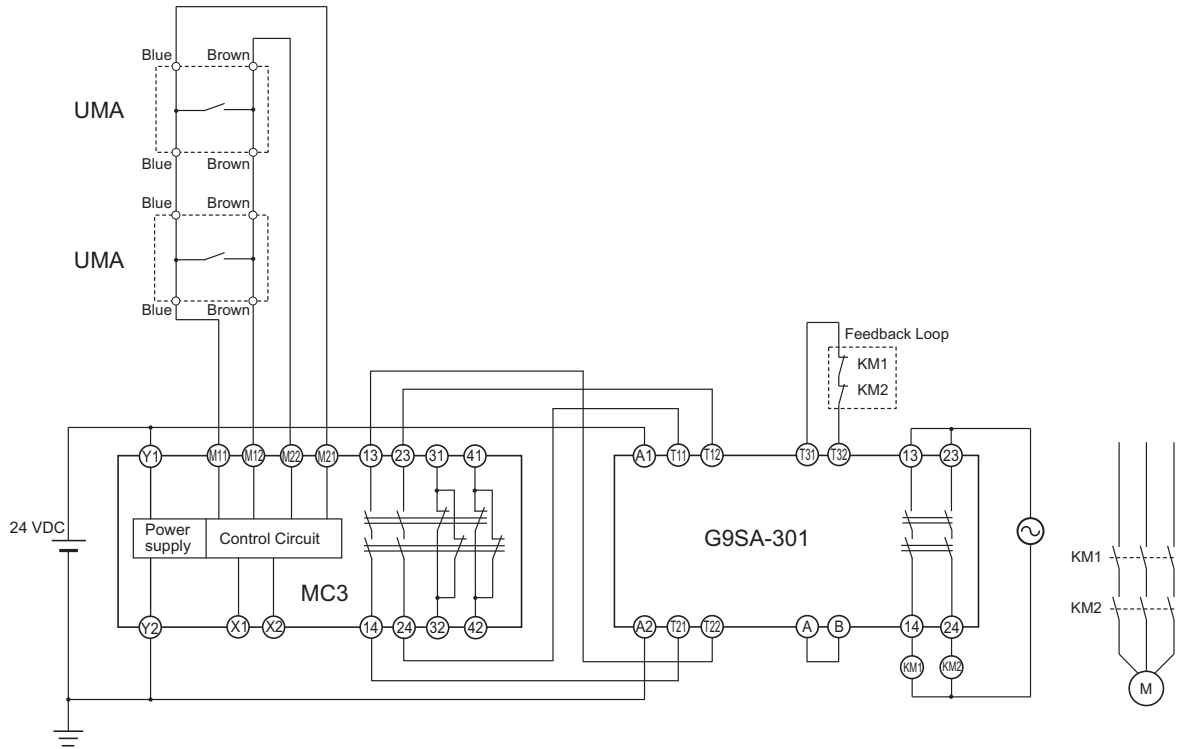 Blue Brown
UMA
Blue Brown
Blue Brown
UMA
Blue Brown
Feedback Loop
KM1
KM2
Y1 M11 M12 M22 M21 13 23 31 41
A1 T11 T12 T31 T32 13 23
24 VDC
Power supply
Control Circuit
MC3
G9SA-301
KM1
KM2
Y2 X1 X2 14 24 32 42
A2 T21 T22 A B 14 24
KM1 KM2
M